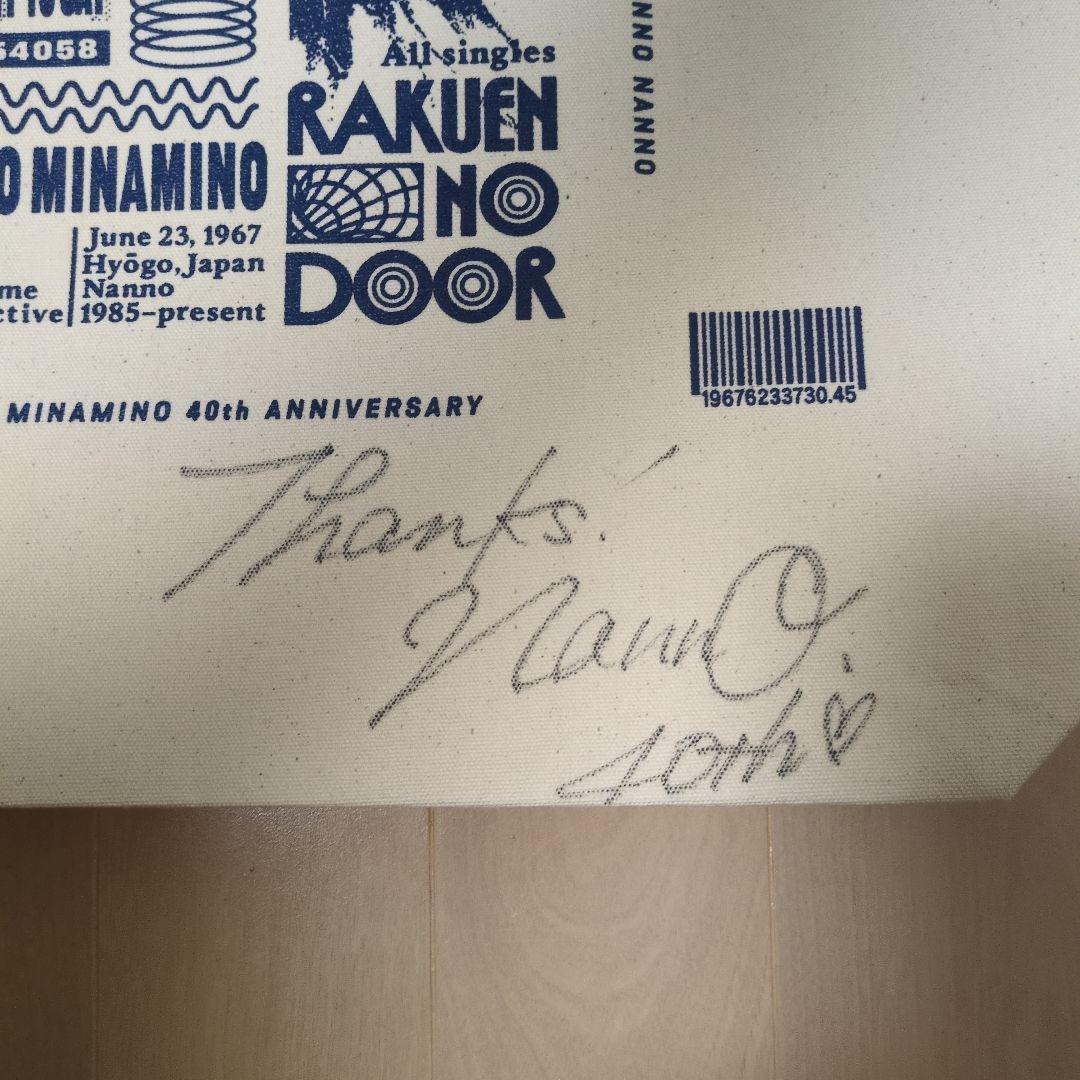 54058
O MINAMINO
June 23, 1967
Hyōgo, Japan
me Nanno
ctive 1985–present
All singles
RAKUEN
NO
DOOR
NNO NANNO
MINAMINO 40th ANNIVERSARY
19676233730.45
Thanks!
Nanno.
40th♡